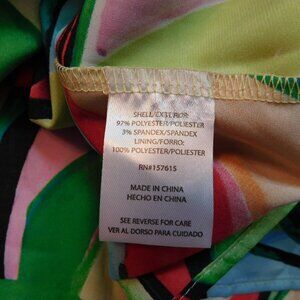 SHELL/EXTERIOR:
97% POLYESTER/POLIESTER
3% SPANDEX/SPANDEX
LINING/FORRO:
100% POLYESTER/POLIESTER
RN#157615
MADE IN CHINA
HECHO EN CHINA
SEE REVERSE FOR CARE
VER AL DORSO PARA CUIDADO